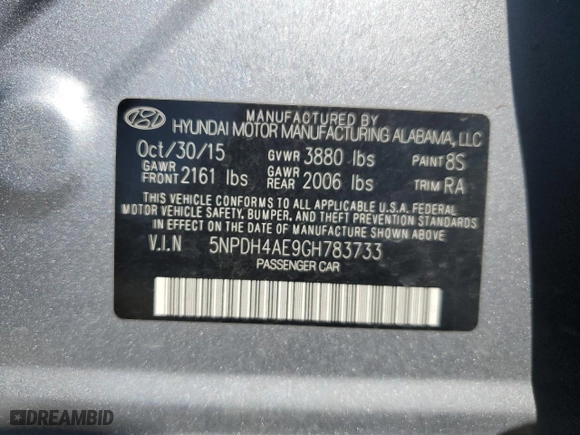 MANUFACTURED BY
HYUNDAI MOTOR MANUFACTURING ALABAMA, LLC
Oct/30/15 GVWR 3880 lbs PAINT 8S
GAWR FRONT 2161 lbs GAWR REAR 2006 lbs TRIM RA
THIS VEHICLE CONFORMS TO ALL APPLICABLE U.S.A. FEDERAL
MOTOR VEHICLE SAFETY, BUMPER, AND THEFT PREVENTION STANDARDS
IN EFFECT ON THE DATE OF MANUFACTURE SHOWN ABOVE.
V.I.N 5NPDH4AE9GH783733
PASSENGER CAR
DREAMBID